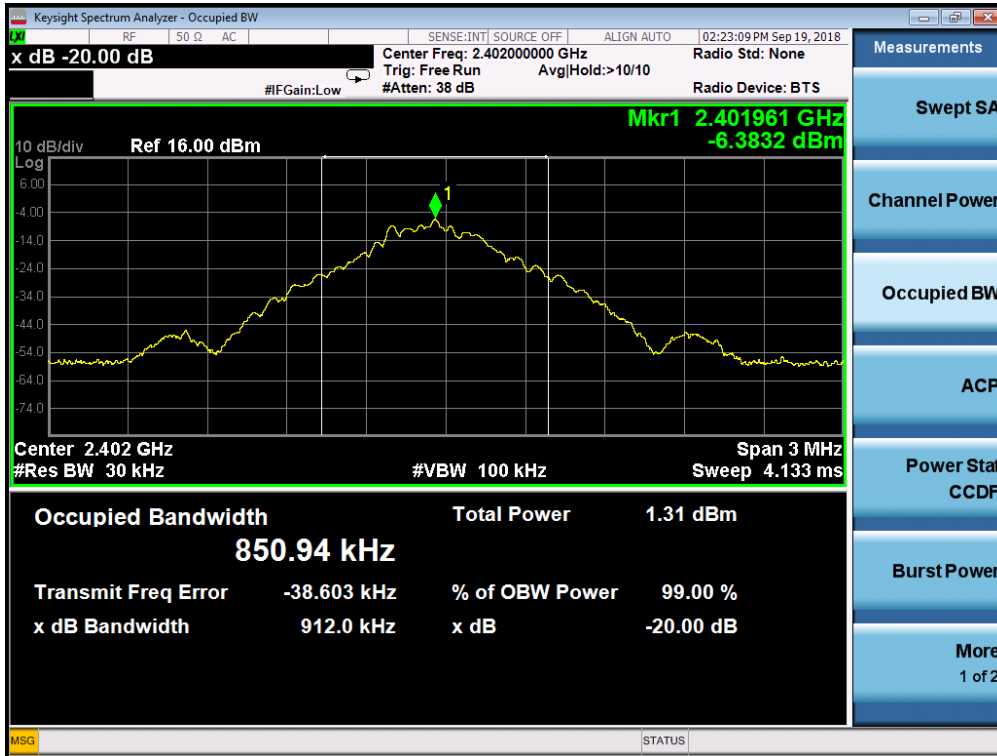 Keysight Spectrum Analyzer - Occupied BW
LXI RF 50 Ω AC SENSE:INT SOURCE OFF ALIGN AUTO 02:23:09 PM Sep 19, 2018
x dB -20.00 dB
Center Freq: 2.402000000 GHz Radio Std: None
Trig: Free Run Avg|Hold:>10/10
#IFGain:Low #Atten: 38 dB Radio Device: BTS
Mkr1 2.401961 GHz
-6.3832 dBm
10 dB/div Ref 16.00 dBm
Log
6.00
1
-4.00
-14.0
-24.0
-34.0
-44.0
-54.0
-64.0
-74.0
Center 2.402 GHz Span 3 MHz
#Res BW 30 kHz #VBW 100 kHz Sweep 4.133 ms
Occupied Bandwidth Total Power 1.31 dBm
850.94 kHz
Transmit Freq Error -38.603 kHz % of OBW Power 99.00 %
x dB Bandwidth 912.0 kHz x dB -20.00 dB
MSG STATUS
Measurements
Swept SA
Channel Power
Occupied BW
ACP
Power Stat
CCDF
Burst Power
More
1 of 2